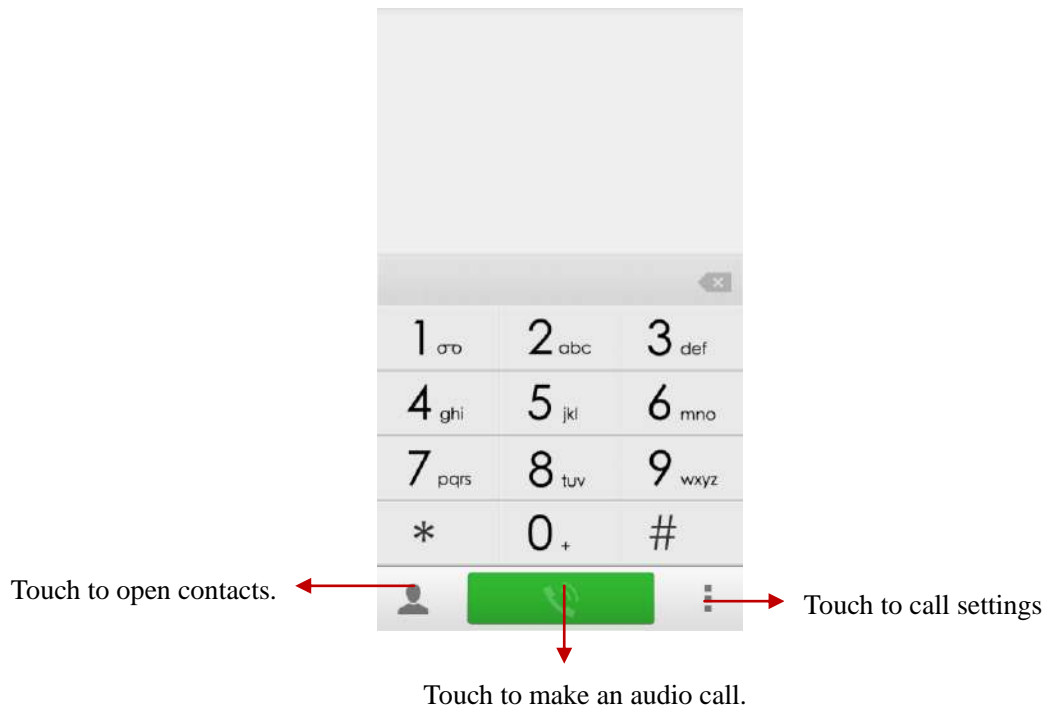 1 2 abc 3 def
4 ghi 5 jkl 6 mno
7 pqrs 8 tuv 9 wxyz
* 0 + #
Touch to open contacts.
Touch to call settings
Touch to make an audio call.